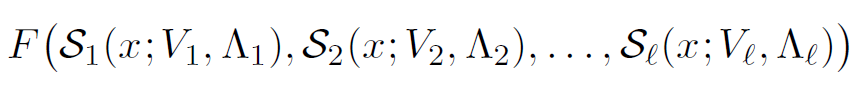 F(𝒮₁(x; V₁, Λ₁), 𝒮₂(x; V₂, Λ₂), . . . , 𝒮_ℓ(x; V_ℓ, Λ_ℓ))